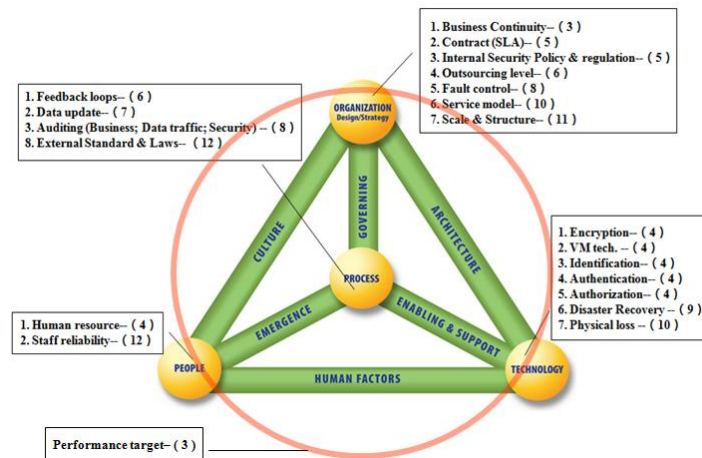 1. Business Continuity-- ( 3 )
2. Contract (SLA)-- ( 5 )
3. Internal Security Policy & regulation-- ( 5 )
4. Outsourcing level-- ( 6 )
5. Fault control-- ( 8 )
6. Service model-- ( 10 )
7. Scale & Structure-- ( 11 )
1. Feedback loops-- ( 6 )
2. Data update-- ( 7 )
3. Auditing (Business; Data traffic; Security) -- ( 8 )
8. External Standard & Laws-- ( 12 )
ORGANIZATION
Design/Strategy
CULTURE
GOVERNING
ARCHITECTURE
PROCESS
EMERGENCE
ENABLING & SUPPORT
1. Encryption-- ( 4 )
2. VM tech. -- ( 4 )
3. Identification-- ( 4 )
4. Authentication-- ( 4 )
5. Authorization-- ( 4 )
6. Disaster Recovery -- ( 9 )
7. Physical loss-- ( 10 )
1. Human resource-- ( 4 )
2. Staff reliability-- ( 12 )
PEOPLE
HUMAN FACTORS
TECHNOLOGY
Performance target-- ( 3 )